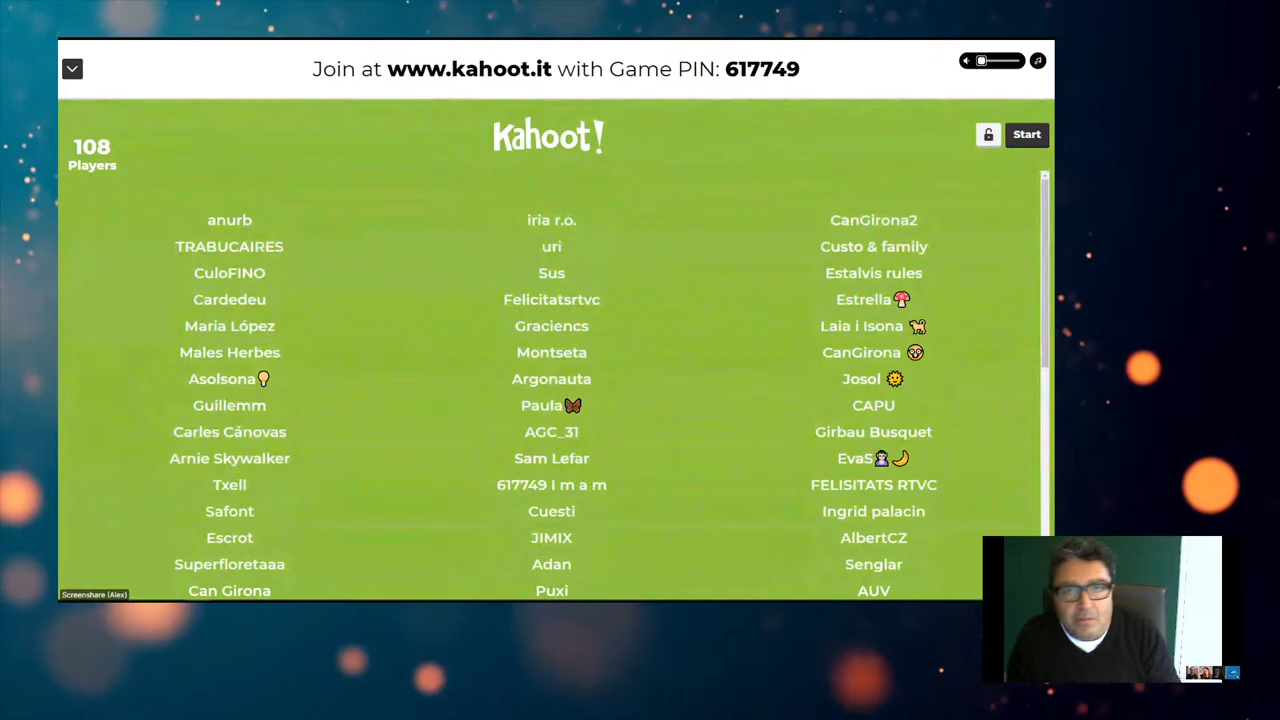 Join at www.kahoot.it with Game PIN: 617749
108
Players
Kahoot!
Start
anurb
iria r.o.
CanGirona2
TRABUCAIRES
uri
Custo & family
CuloFINO
Sus
Estalvis rules
Cardedeu
Felicitatsrtvc
Estrella🍄
Maria López
Graciencs
Laia i Isona 🐕
Males Herbes
Montseta
CanGirona 🤡
Asolsona
Argonauta
Josol 🌞
Guillemm
Paula🦋
CAPU
Carles Cánovas
AGC_31
Girbau Busquet
Arnie Skywalker
Sam Lefar
EvaS🌙
Txell
617749 I m a m
FELISITATS RTVC
Safont
Cuesti
Ingrid palacin
Escrot
JIMIX
AlbertCZ
Superfloretaaa
Adan
Senglar
Can Girona
Puxi
AUV
Screenshare (Alex)